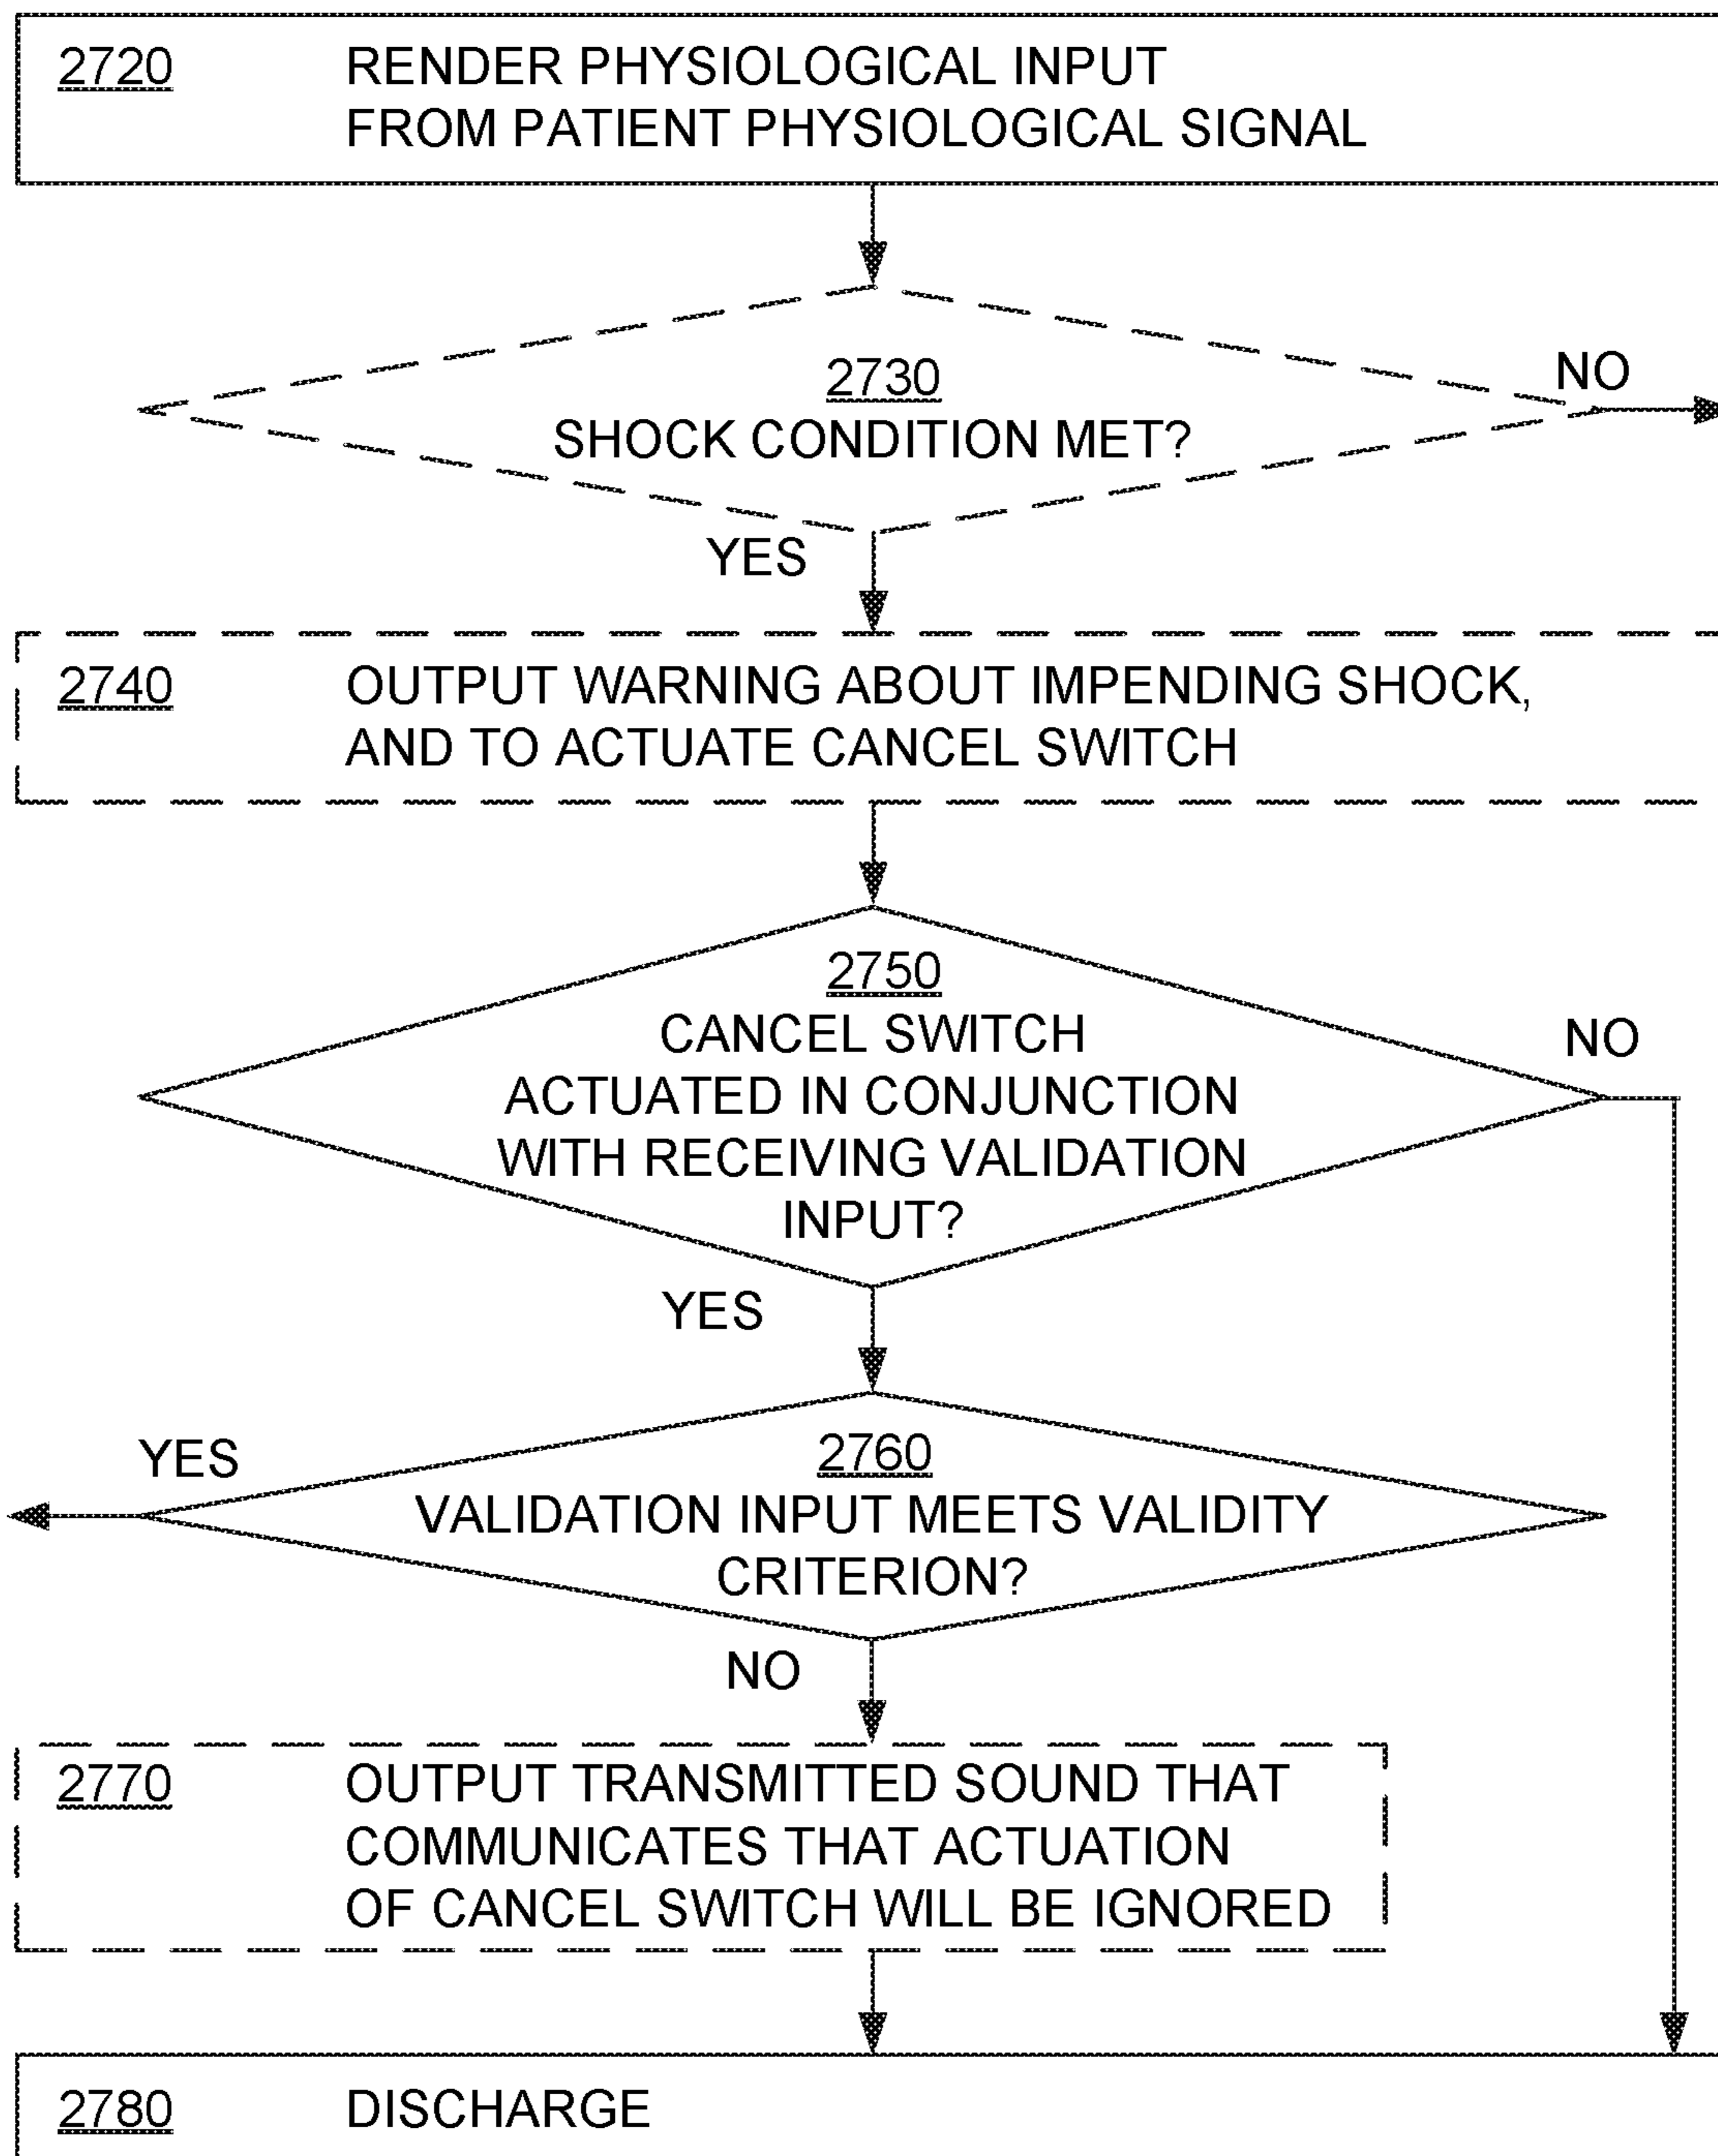 2720 RENDER PHYSIOLOGICAL INPUT
FROM PATIENT PHYSIOLOGICAL SIGNAL
2730
NO
SHOCK CONDITION MET?
YES
2740 OUTPUT WARNING ABOUT IMPENDING SHOCK,
AND TO ACTUATE CANCEL SWITCH
2750
CANCEL SWITCH
NO
ACTUATED IN CONJUNCTION
WITH RECEIVING VALIDATION
INPUT?
YES
YES
2760
VALIDATION INPUT MEETS VALIDITY
CRITERION?
NO
2770 OUTPUT TRANSMITTED SOUND THAT
COMMUNICATES THAT ACTUATION
OF CANCEL SWITCH WILL BE IGNORED
2780 DISCHARGE